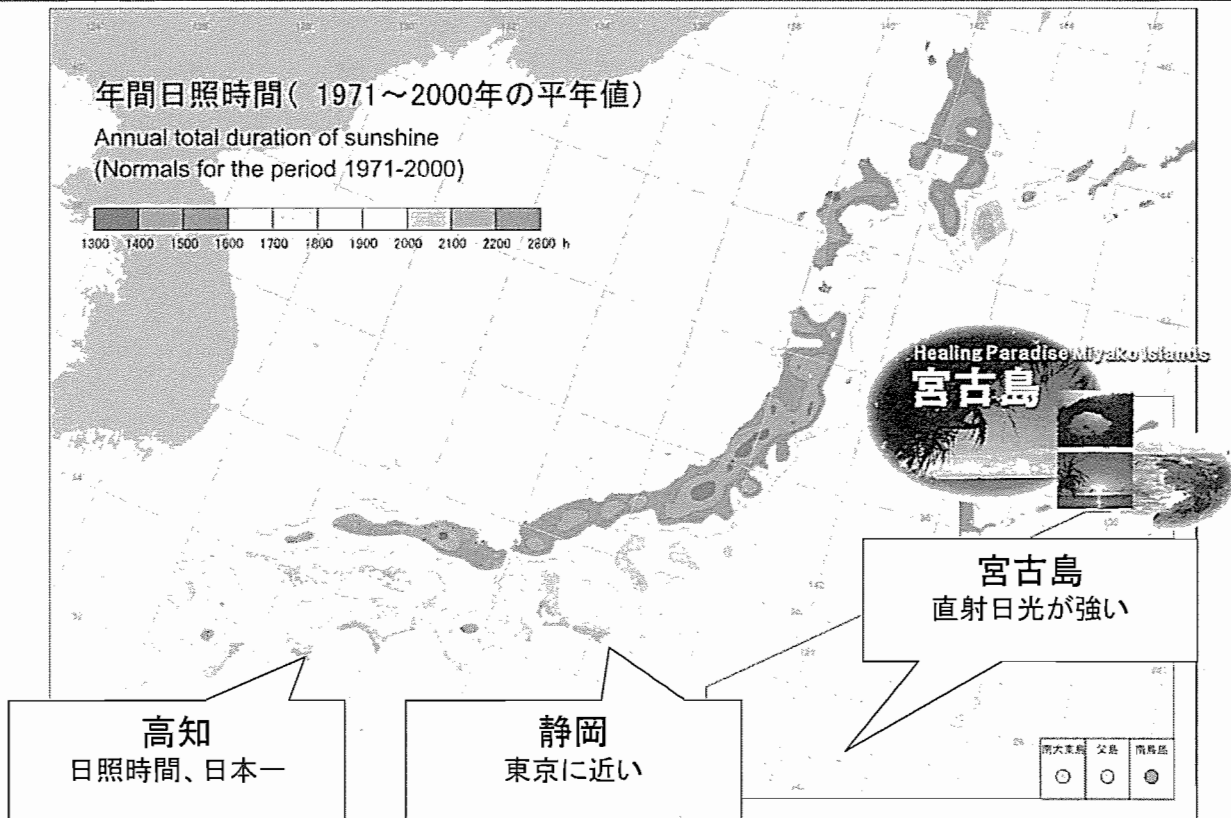 年間日照時間( 1971～2000年の平年値)
Annual total duration of sunshine
(Normals for the period 1971-2000)
1300 1400 1500 1600 1700 1800 1900 2000 2100 2200 2800 h
Healing Paradise Miyako Islands
宮古島
宮古島
直射日光が強い
高知
日照時間、日本一
静岡
東京に近い
南大東島 父島 南鳥島